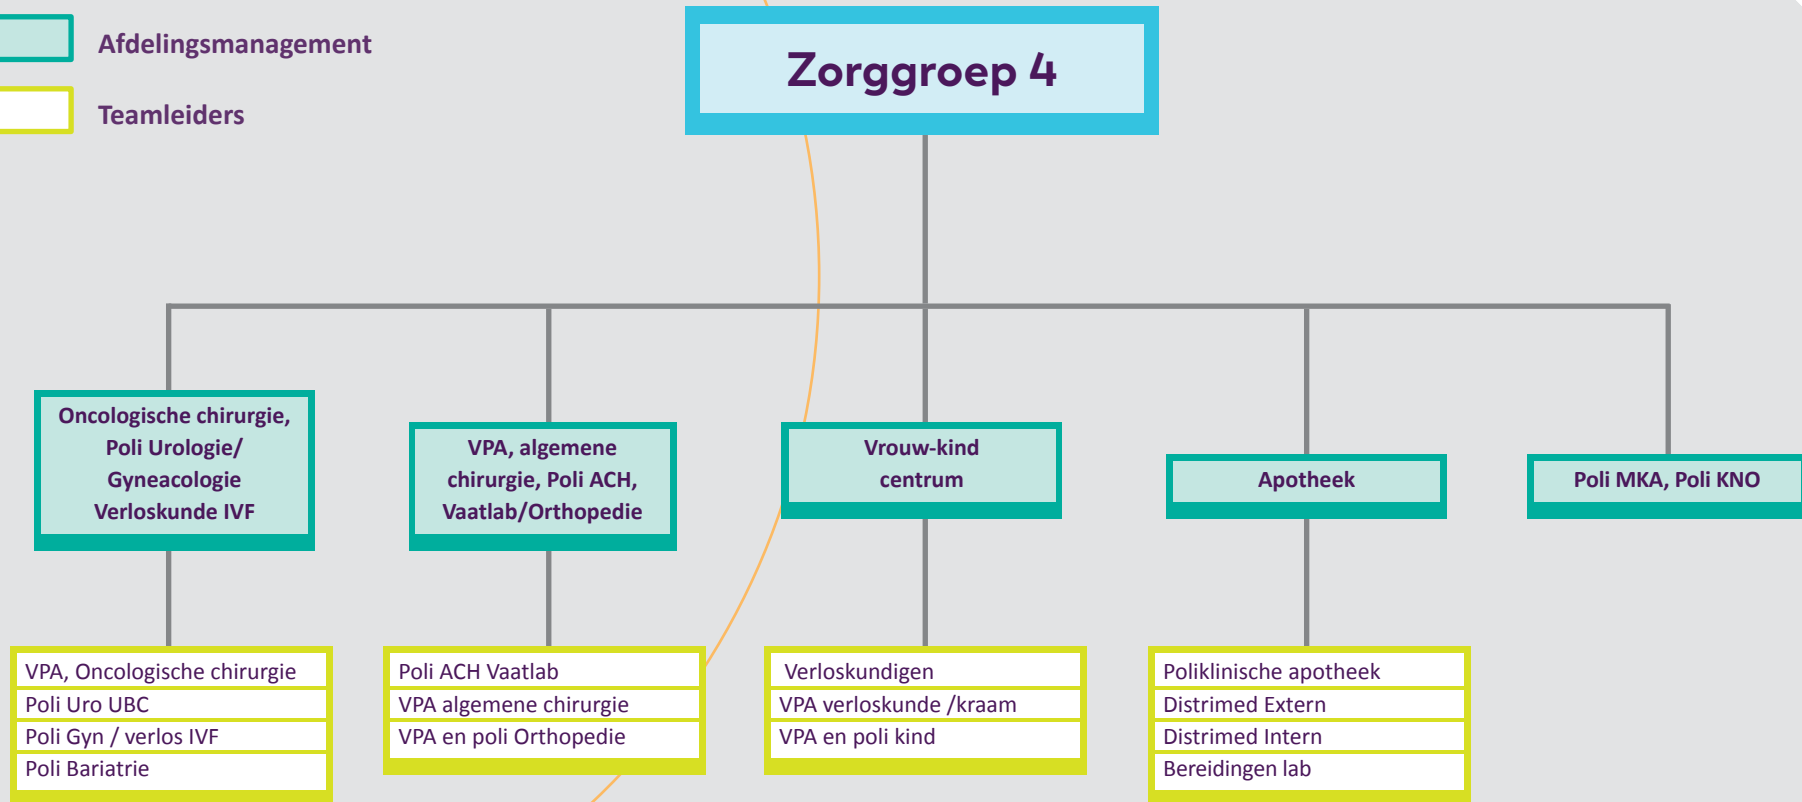 Afdelingsmanagement
Teamleiders
Zorggroep 4
Oncologische chirurgie,
Poli Urologie/
Gyneacologie
Verloskunde IVF
VPA, algemene
chirurgie, Poli ACH,
Vaatlab/Orthopedie
Vrouw-kind
centrum
Apotheek
Poli MKA, Poli KNO
VPA, Oncologische chirurgie
Poli Uro UBC
Poli Gyn / verlos IVF
Poli Bariatrie
Poli ACH Vaatlab
VPA algemene chirurgie
VPA en poli Orthopedie
Verloskundigen
VPA verloskunde /kraam
VPA en poli kind
Poliklinische apotheek
Distrimed Extern
Distrimed Intern
Bereidingen lab